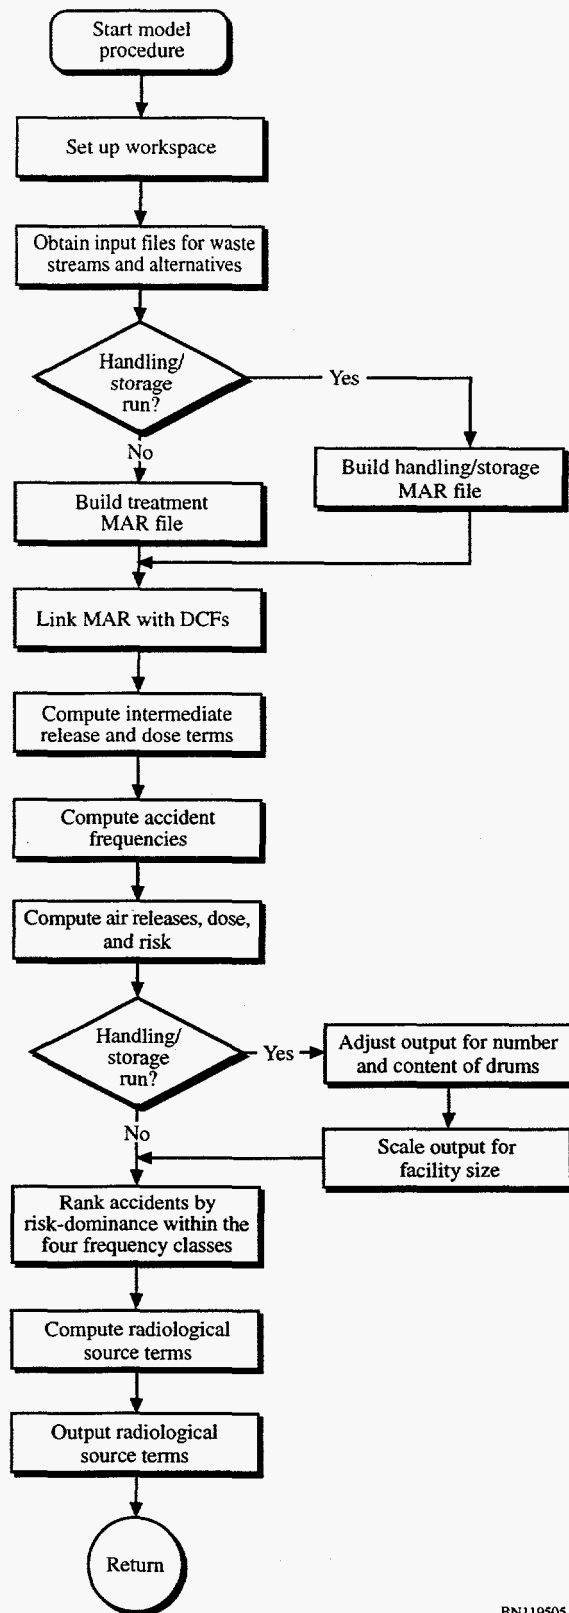 Start model
procedure
Set up workspace
Obtain input files for waste
streams and alternatives
Handling/
storage
run?
Yes
No
Build handling/storage
MAR file
Build treatment
MAR file
Link MAR with DCFs
Compute intermediate
release and dose terms
Compute accident
frequencies
Compute air releases, dose,
and risk
Handling/
storage
run?
Yes
Adjust output for number
and content of drums
No
Scale output for
facility size
Rank accidents by
risk-dominance within the
four frequency classes
Compute radiological
source terms
Output radiological
source terms
Return
RN119505